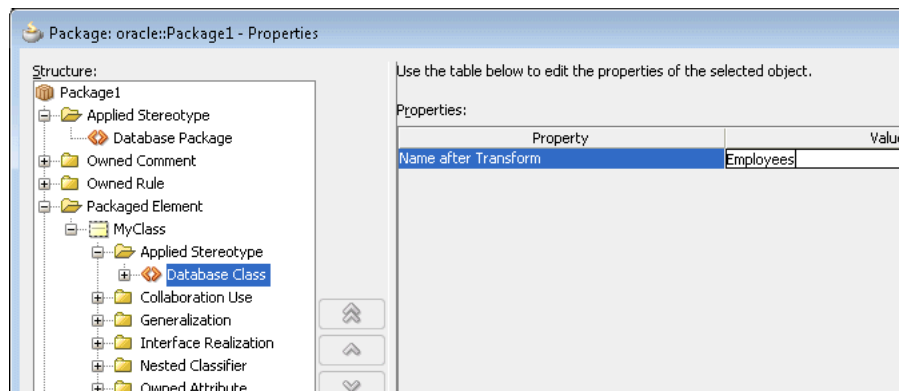 Package: oracle::Package1 - Properties
Structure:
Package1
Applied Stereotype
Database Package
Owned Comment
Owned Rule
Packaged Element
MyClass
Applied Stereotype
Database Class
Collaboration Use
Generalization
Interface Realization
Nested Classifier
Owned Attribute
Use the table below to edit the properties of the selected object.
Properties:
Property Valu
Name after Transform Employees